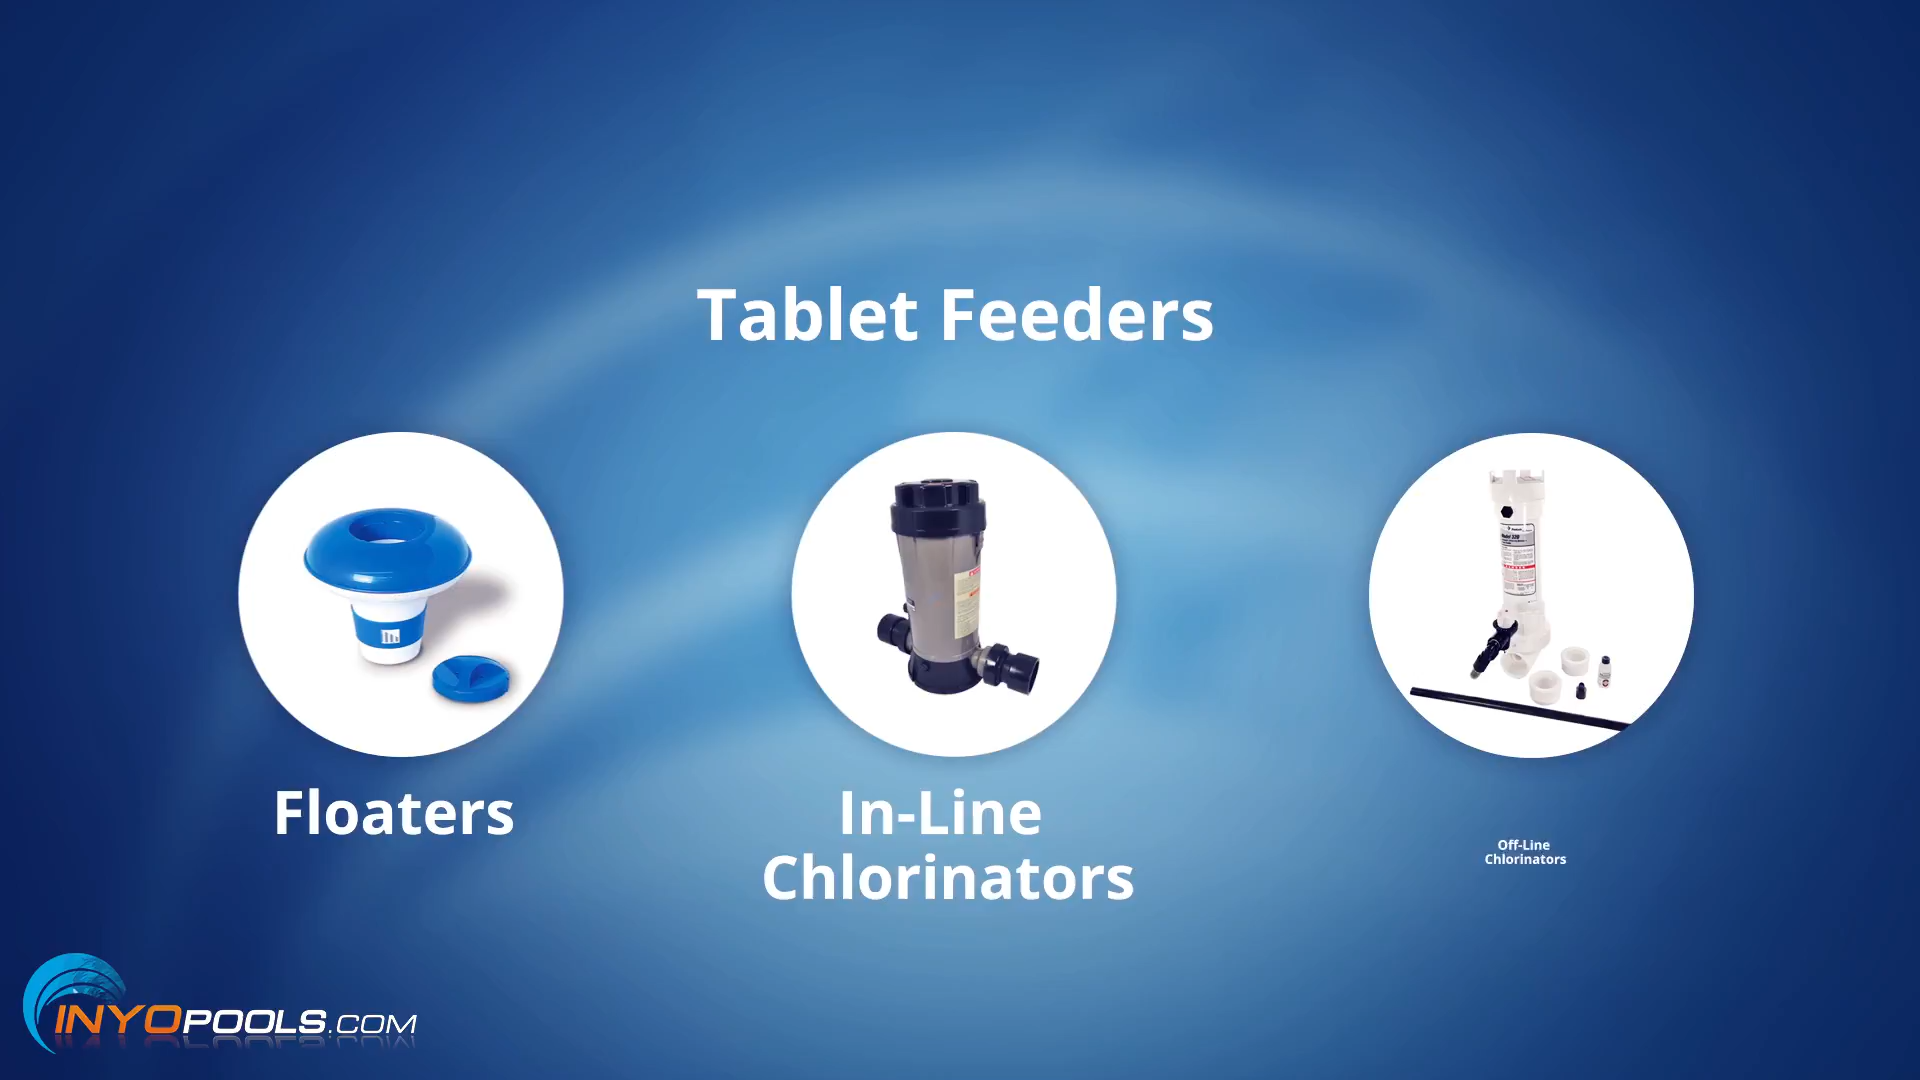 Tablet Feeders
Floaters
In-Line
Chlorinators
Off-Line
Chlorinators
INYOPOOLS.COM